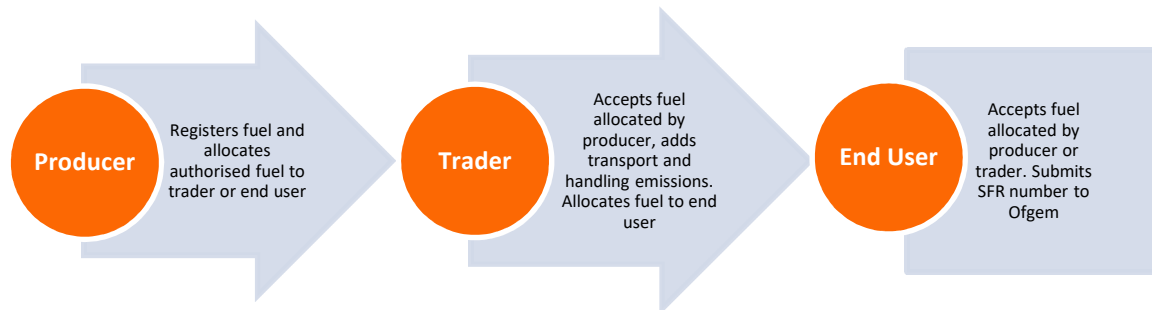 Producer
Registers fuel and
allocates
authorised fuel to
trader or end user
Trader
Accepts fuel
allocated by
producer, adds
transport and
handling emissions.
Allocates fuel to end
user
End User
Accepts fuel
allocated by
producer or
trader. Submits
SFR number to
Ofgem